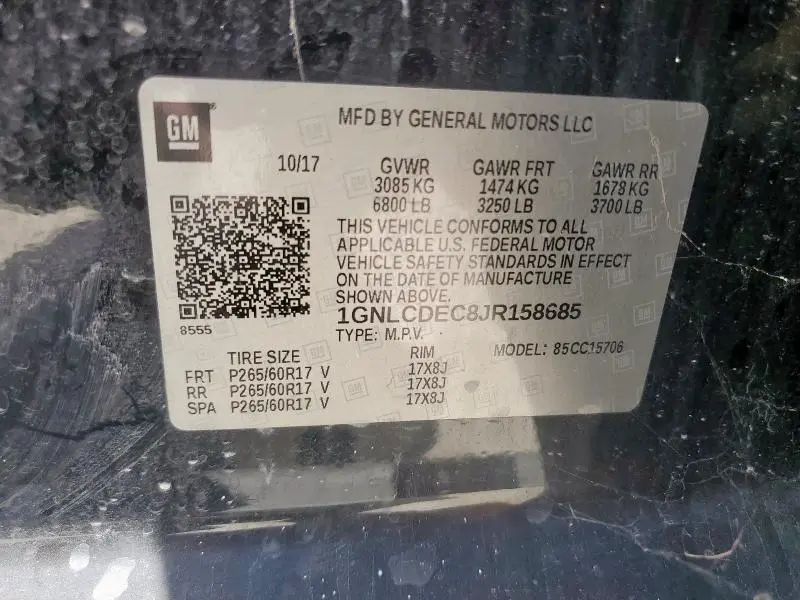 GM
MFD BY GENERAL MOTORS LLC
10/17 GVWR GAWR FRT GAWR RR
3085 KG 1474 KG 1678 KG
6800 LB 3250 LB 3700 LB
THIS VEHICLE CONFORMS TO ALL
APPLICABLE U.S. FEDERAL MOTOR
VEHICLE SAFETY STANDARDS IN EFFECT
ON THE DATE OF MANUFACTURE
SHOWN ABOVE.
8555
1GNLCDEC8JR158685
TYPE: M.P.V. MODEL: 85CC15706
TIRE SIZE RIM
FRT P265/60R17 V 17X8J
RR P265/60R17 V 17X8J
SPA P265/60R17 V 17X8J